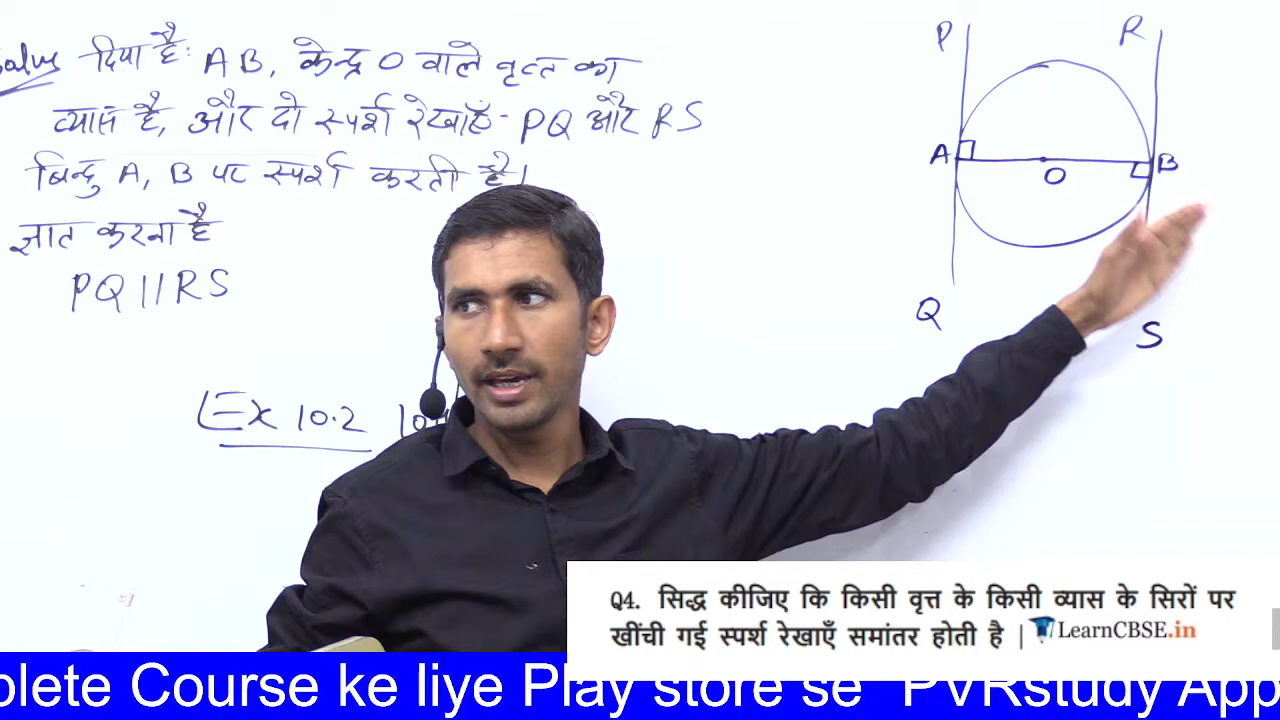 Solve दिया है: AB, केन्द्र O वाले वृत्त का
व्यास है, और दो स्पर्श रेखाएँ - PQ और RS
बिन्दु A, B पर स्पर्श करती है।
ज्ञात करना है
PQ || RS
Ex 10.2
P
R
A
B
O
Q
S
Q4. सिद्ध कीजिए कि किसी वृत्त के किसी व्यास के सिरों पर
खींची गई स्पर्श रेखाएँ समांतर होती है |
LearnCBSE.in
plete Course ke liye Play store se "PVRstudy App